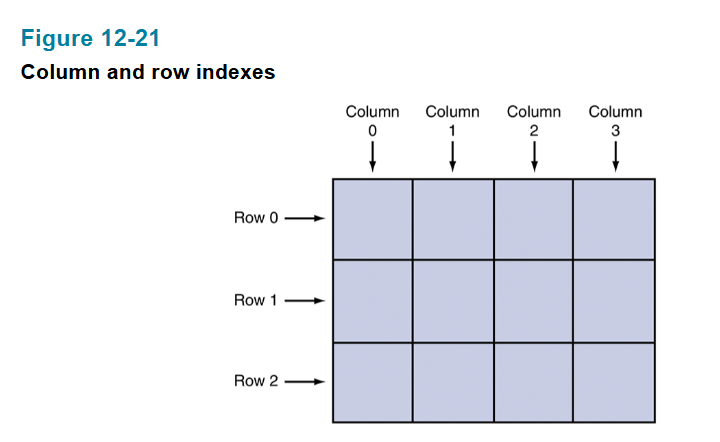 Figure 12-21
Column and row indexes
Column Column Column Column
0 1 2 3
Row 0
Row 1
Row 2